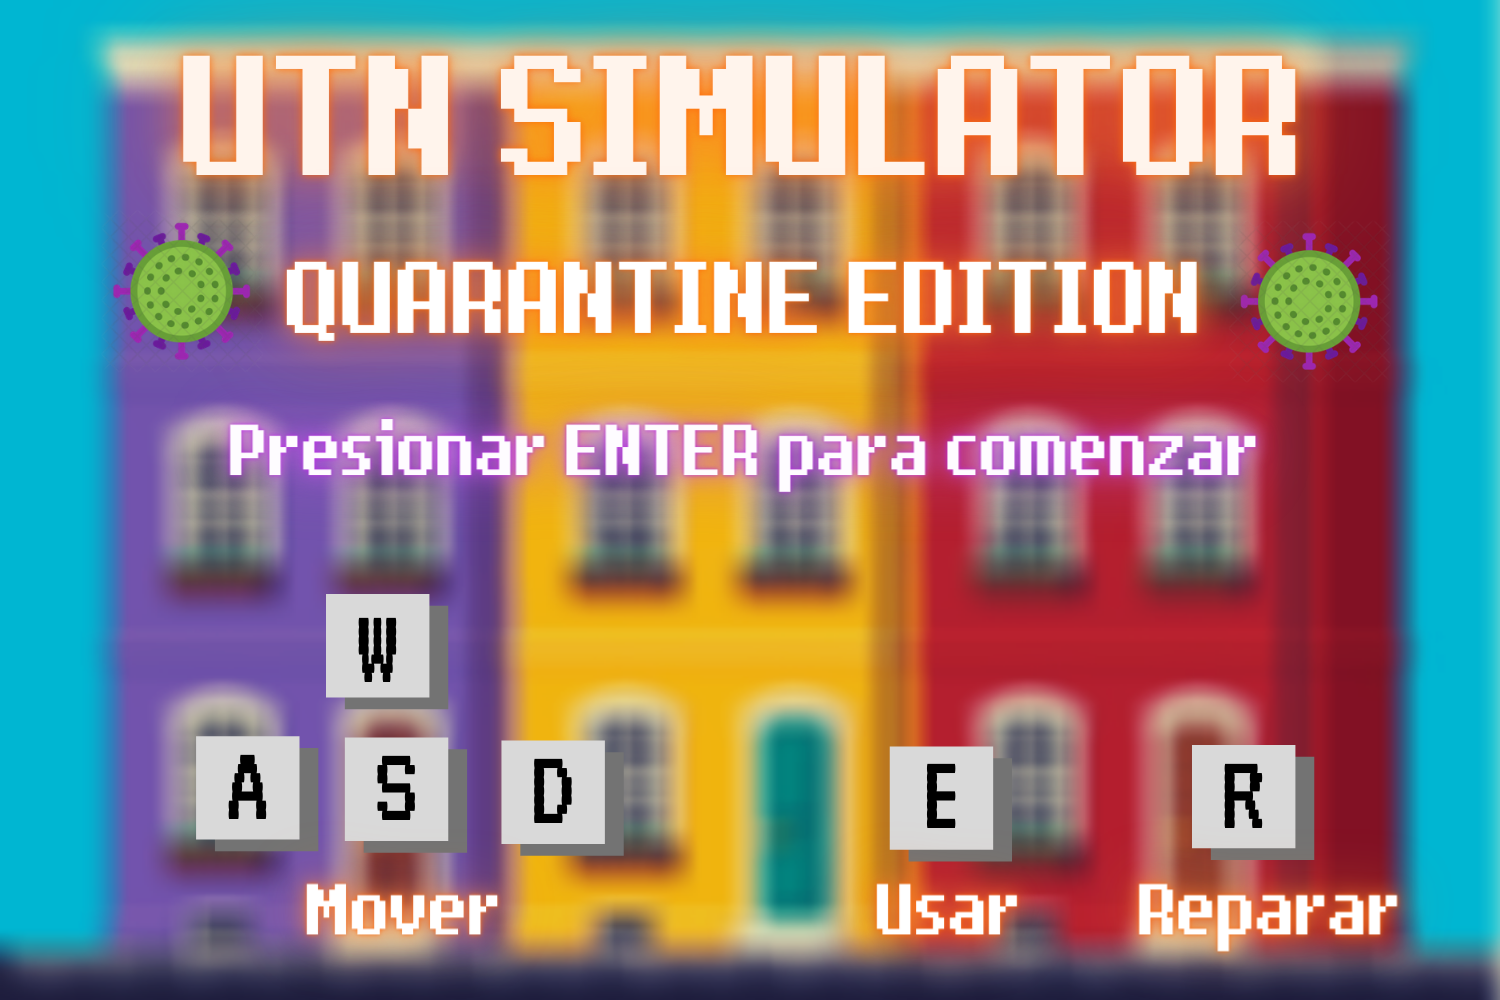 UTN SIMULATOR
QUARANTINE EDITION
Presionar ENTER para comenzar
W
A S D E R
Mover Usar Reparar